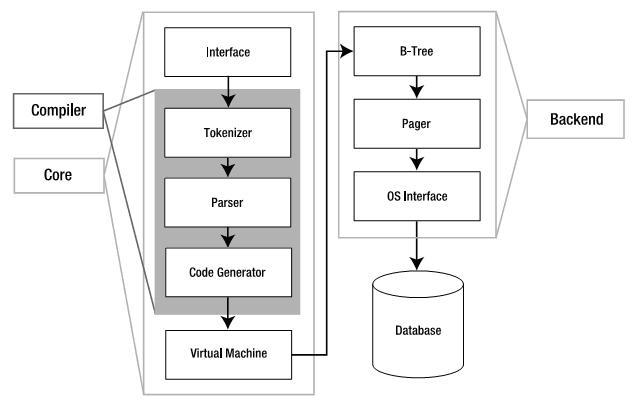 Interface
Compiler
Tokenizer
Core
Parser
Code Generator
Virtual Machine
B-Tree
Pager
Backend
OS Interface
Database